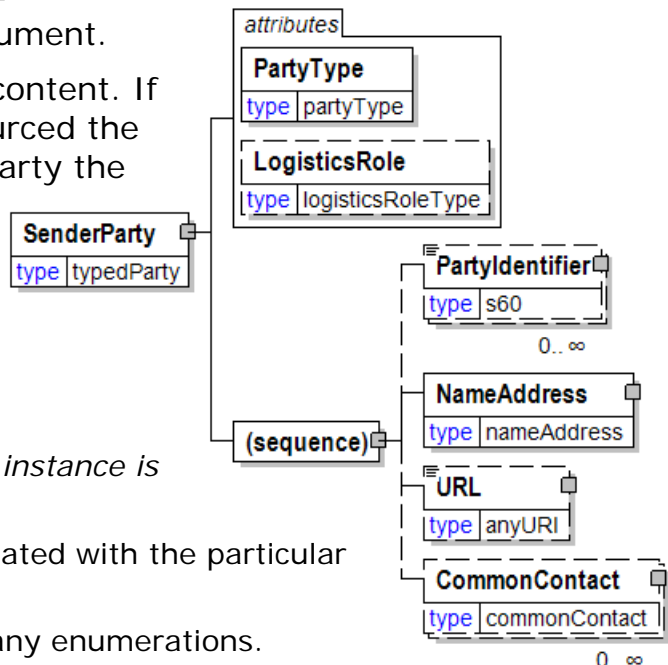 ument.
content. If
urced the
arty the
attributes
PartyType
type partyType
LogisticsRole
type logisticsRoleType
SenderParty
type typedParty
PartyIdentifier
type s60
0.. ∞
NameAddress
type nameAddress
(sequence)
instance is
URL
type anyURI
ated with the particular
CommonContact
type commonContact
any enumerations.
0.. ∞